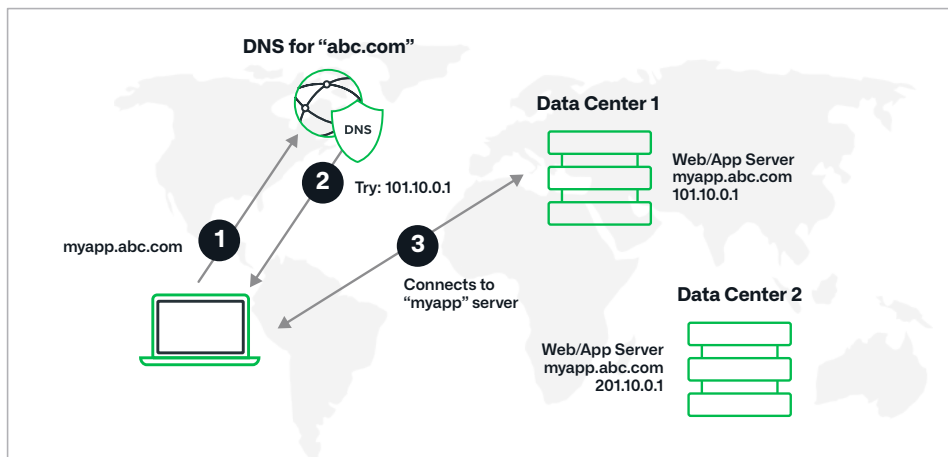 DNS for “abc.com”
DNS
2
Try: 101.10.0.1
1
myapp.abc.com
3
Connects to
“myapp” server
Data Center 1
Web/App Server
myapp.abc.com
101.10.0.1
Data Center 2
Web/App Server
myapp.abc.com
201.10.0.1